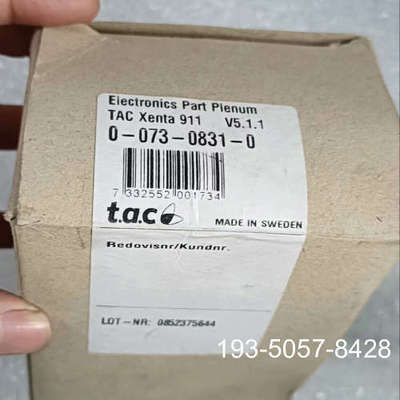 Electronics Part Plenum
TAC Xenta 911 V5.1.1
0-073-0831-0
7 332552 001734
t.a.c
MADE IN SWEDEN
Redovisnr/Kundnr.
LOT-NR: 0852375644
193-5057-8428